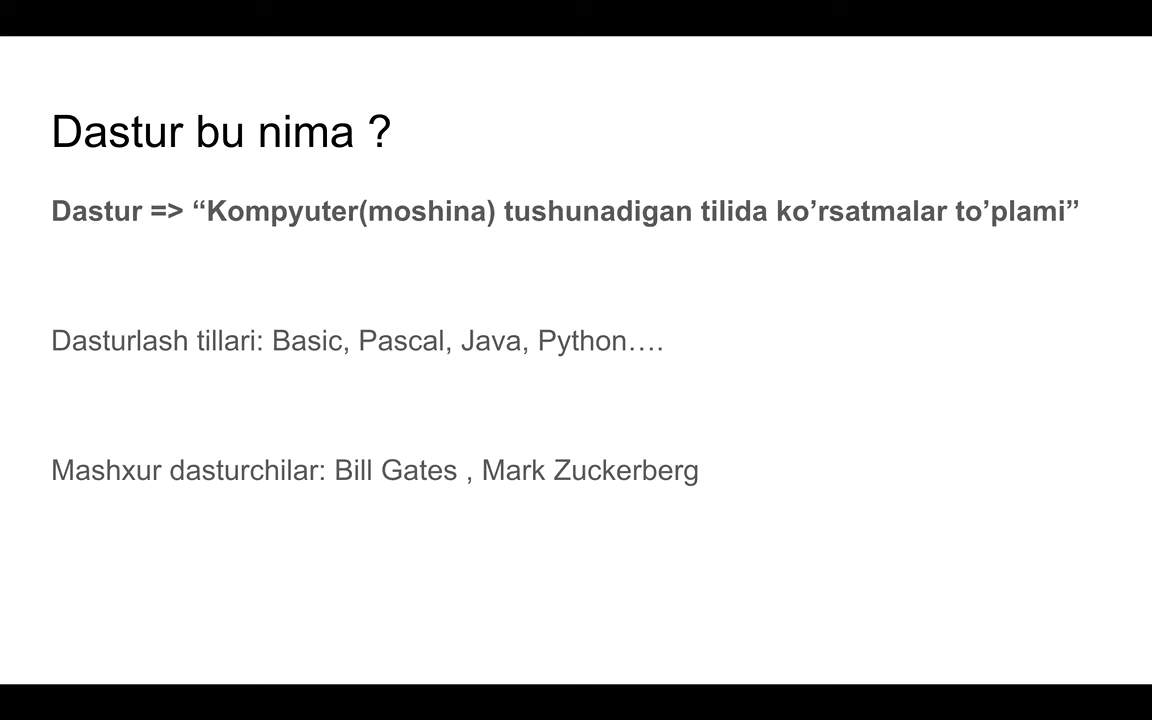 Dastur bu nima ?
Dastur => “Kompyuter(moshina) tushunadigan tilida ko’rsatmalar to’plami”
Dasturlash tillari: Basic, Pascal, Java, Python….
Mashxur dasturchilar: Bill Gates , Mark Zuckerberg